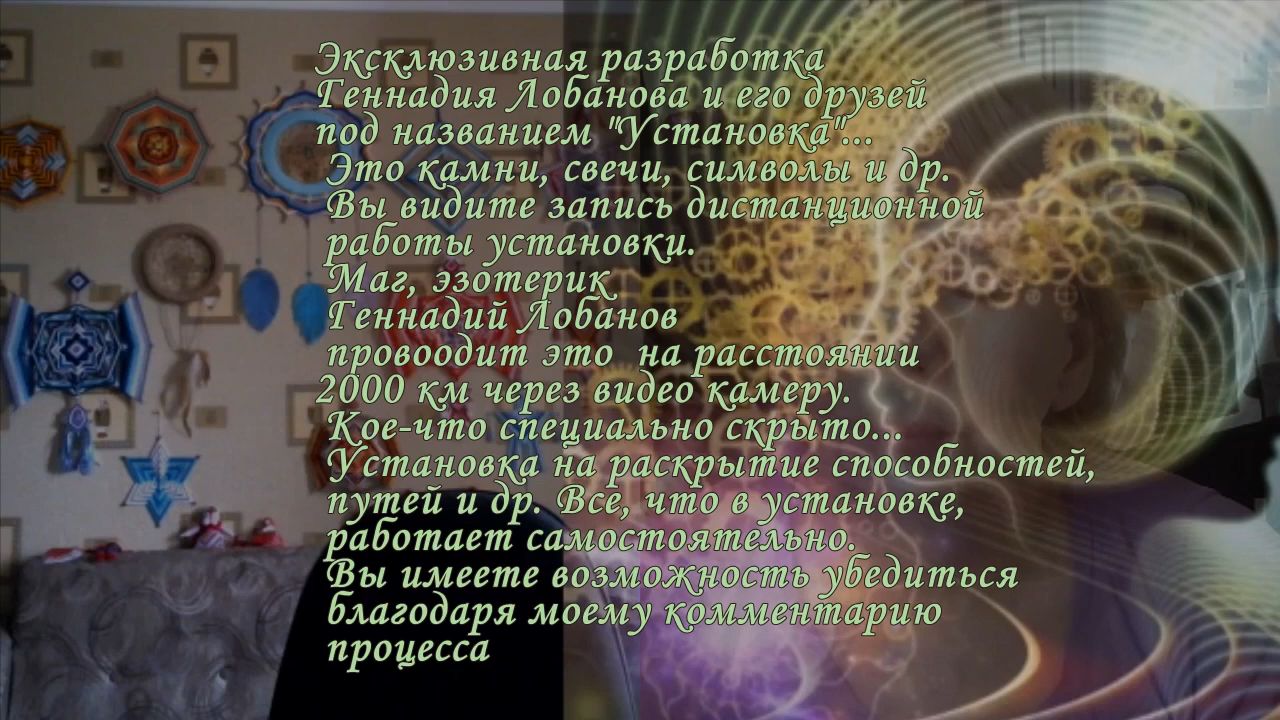 Эксклюзивная разработка
Геннадия Лобанова и его друзей
под названием "Установка"...
Это камни, свечи, символы и др.
Вы видите запись дистанционной
работы установки.
Маг, эзотерик
Геннадий Лобанов
провоодит это на расстоянии
2000 км через видео камеру.
Кое-что специально скрыто...
Установка на раскрытие способностей,
путей и др. Все, что в установке,
работает самостоятельно.
Вы имеете возможность убедиться
благодаря моему комментарию
процесса